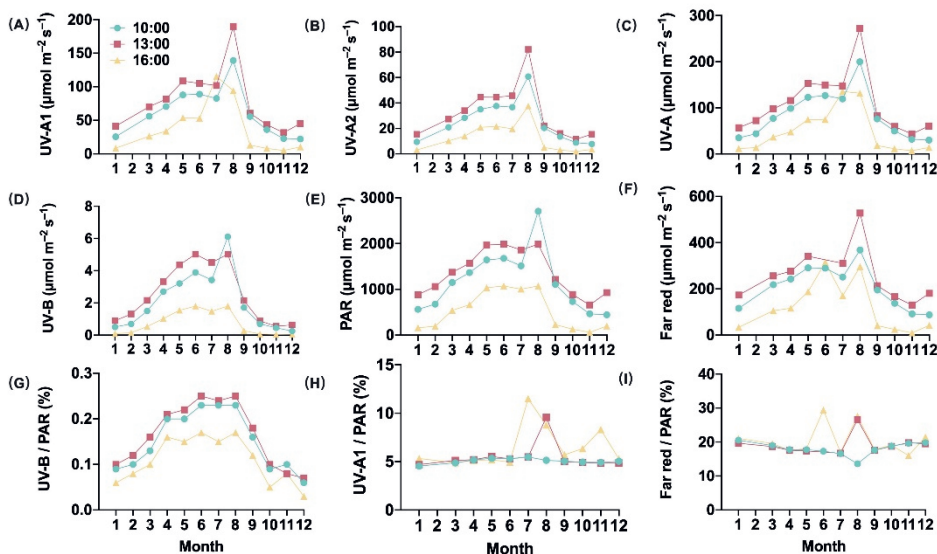 (A)
UV-A1 (μmol m⁻² s⁻¹)
200
150
100
50
0
10:00
13:00
16:00
1 2 3 4 5 6 7 8 9 10 11 12
(B)
UV-A2 (μmol m⁻² s⁻¹)
100
80
60
40
20
0
1 2 3 4 5 6 7 8 9 10 11 12
(C)
UV-A (μmol m⁻² s⁻¹)
300
200
100
0
1 2 3 4 5 6 7 8 9 10 11 12
(D)
UV-B (μmol m⁻² s⁻¹)
8
6
4
2
0
1 2 3 4 5 6 7 8 9 10 11 12
(E)
PAR (μmol m⁻² s⁻¹)
3000
2000
1000
0
1 2 3 4 5 6 7 8 9 10 11 12
(F)
Far red (μmol m⁻² s⁻¹)
600
400
200
0
1 2 3 4 5 6 7 8 9 10 11 12
(G)
UV-B / PAR (%)
0.3
0.2
0.1
0.0
1 2 3 4 5 6 7 8 9 10 11 12
Month
(H)
UV-A1 / PAR (%)
15
10
5
0
1 2 3 4 5 6 7 8 9 10 11 12
Month
(I)
Far red / PAR (%)
40
30
20
10
0
1 2 3 4 5 6 7 8 9 10 11 12
Month